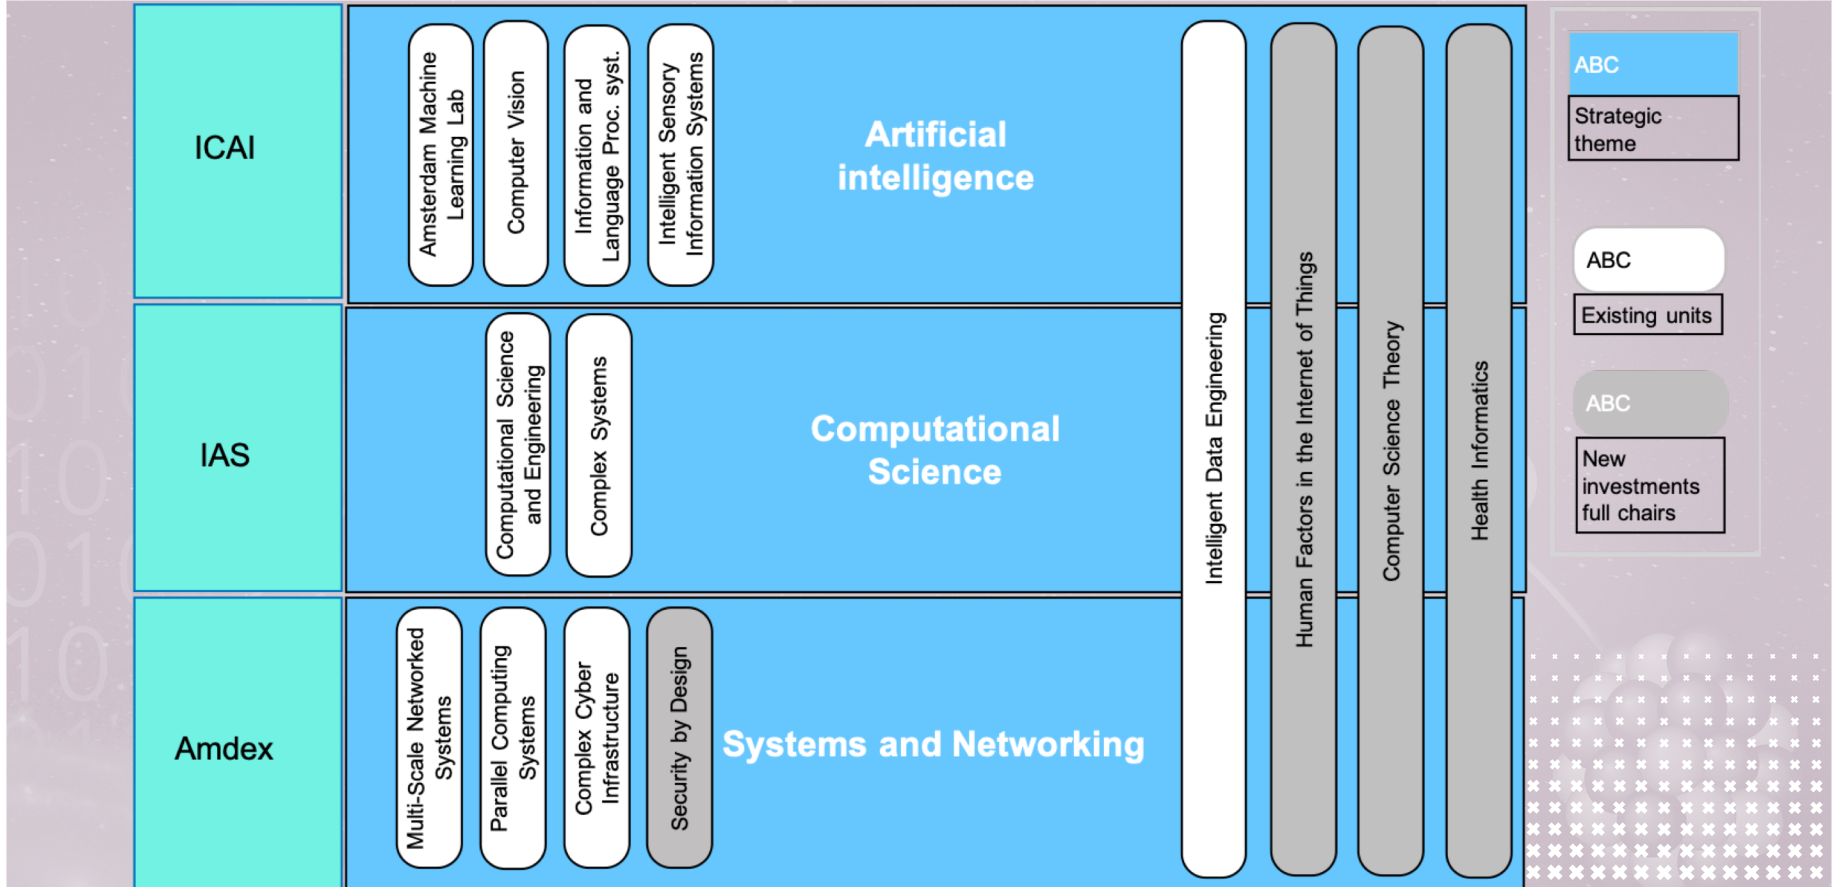 ICAI
Amsterdam Machine
Learning Lab
Computer Vision
Information and
Language Proc. syst.
Intelligent Sensory
Information Systems
Artificial
intelligence
IAS
Computational Science
and Engineering
Complex Systems
Computational
Science
Amdex
Multi-Scale Networked
Systems
Parallel Computing
Systems
Complex Cyber
Infrastructure
Security by Design
Systems and Networking
Intelligent Data Engineering
Human Factors in the Internet of Things
Computer Science Theory
Health Informatics
ABC
Strategic
theme
ABC
Existing units
ABC
New
investments
full chairs